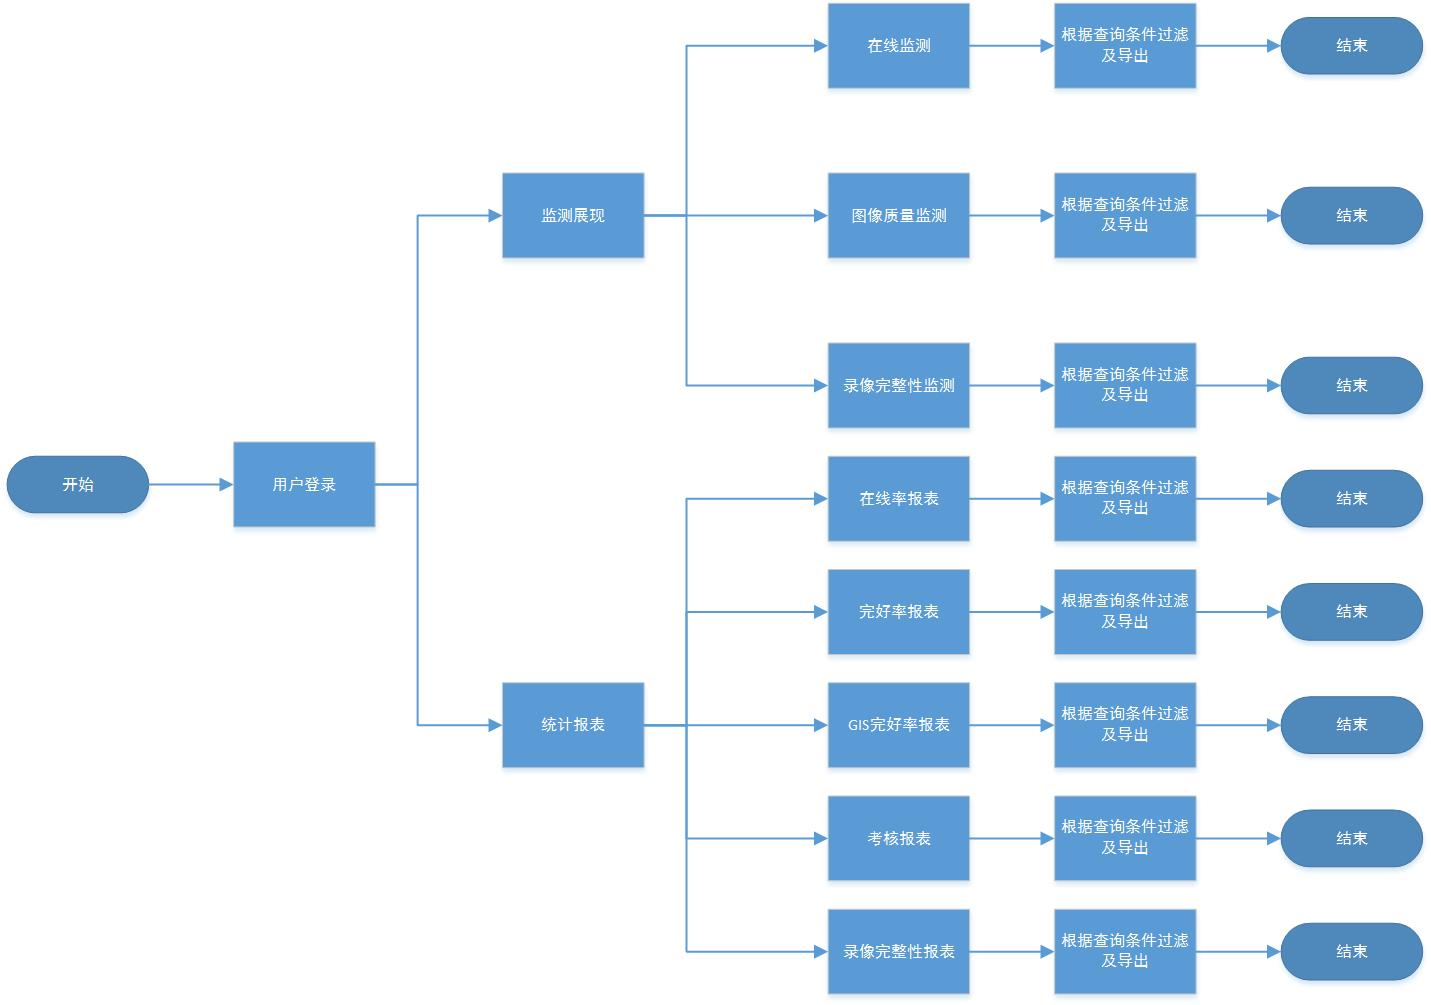 在线监测
根据查询条件过滤
及导出
结束
监测展现
图像质量监测
根据查询条件过滤
及导出
结束
录像完整性监测
根据查询条件过滤
及导出
结束
开始
用户登录
在线率报表
根据查询条件过滤
及导出
结束
完好率报表
根据查询条件过滤
及导出
结束
统计报表
GIS完好率报表
根据查询条件过滤
及导出
结束
考核报表
根据查询条件过滤
及导出
结束
录像完整性报表
根据查询条件过滤
及导出
结束